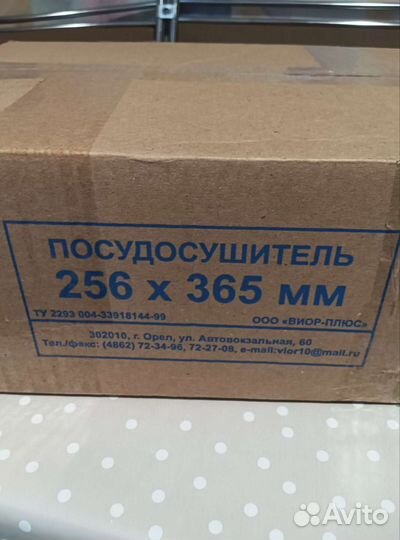 ПОСУДОСУШИТЕЛЬ
256 x 365 мм
ТУ 2293 004-33918144-99 ООО «ВИОР-ПЛЮС»
302010, г. Орел, ул. Автовокзальная, 60
Тел./факс: (4862) 72-34-96, 72-27-08, e-mail:vior10@mail.ru
Avito